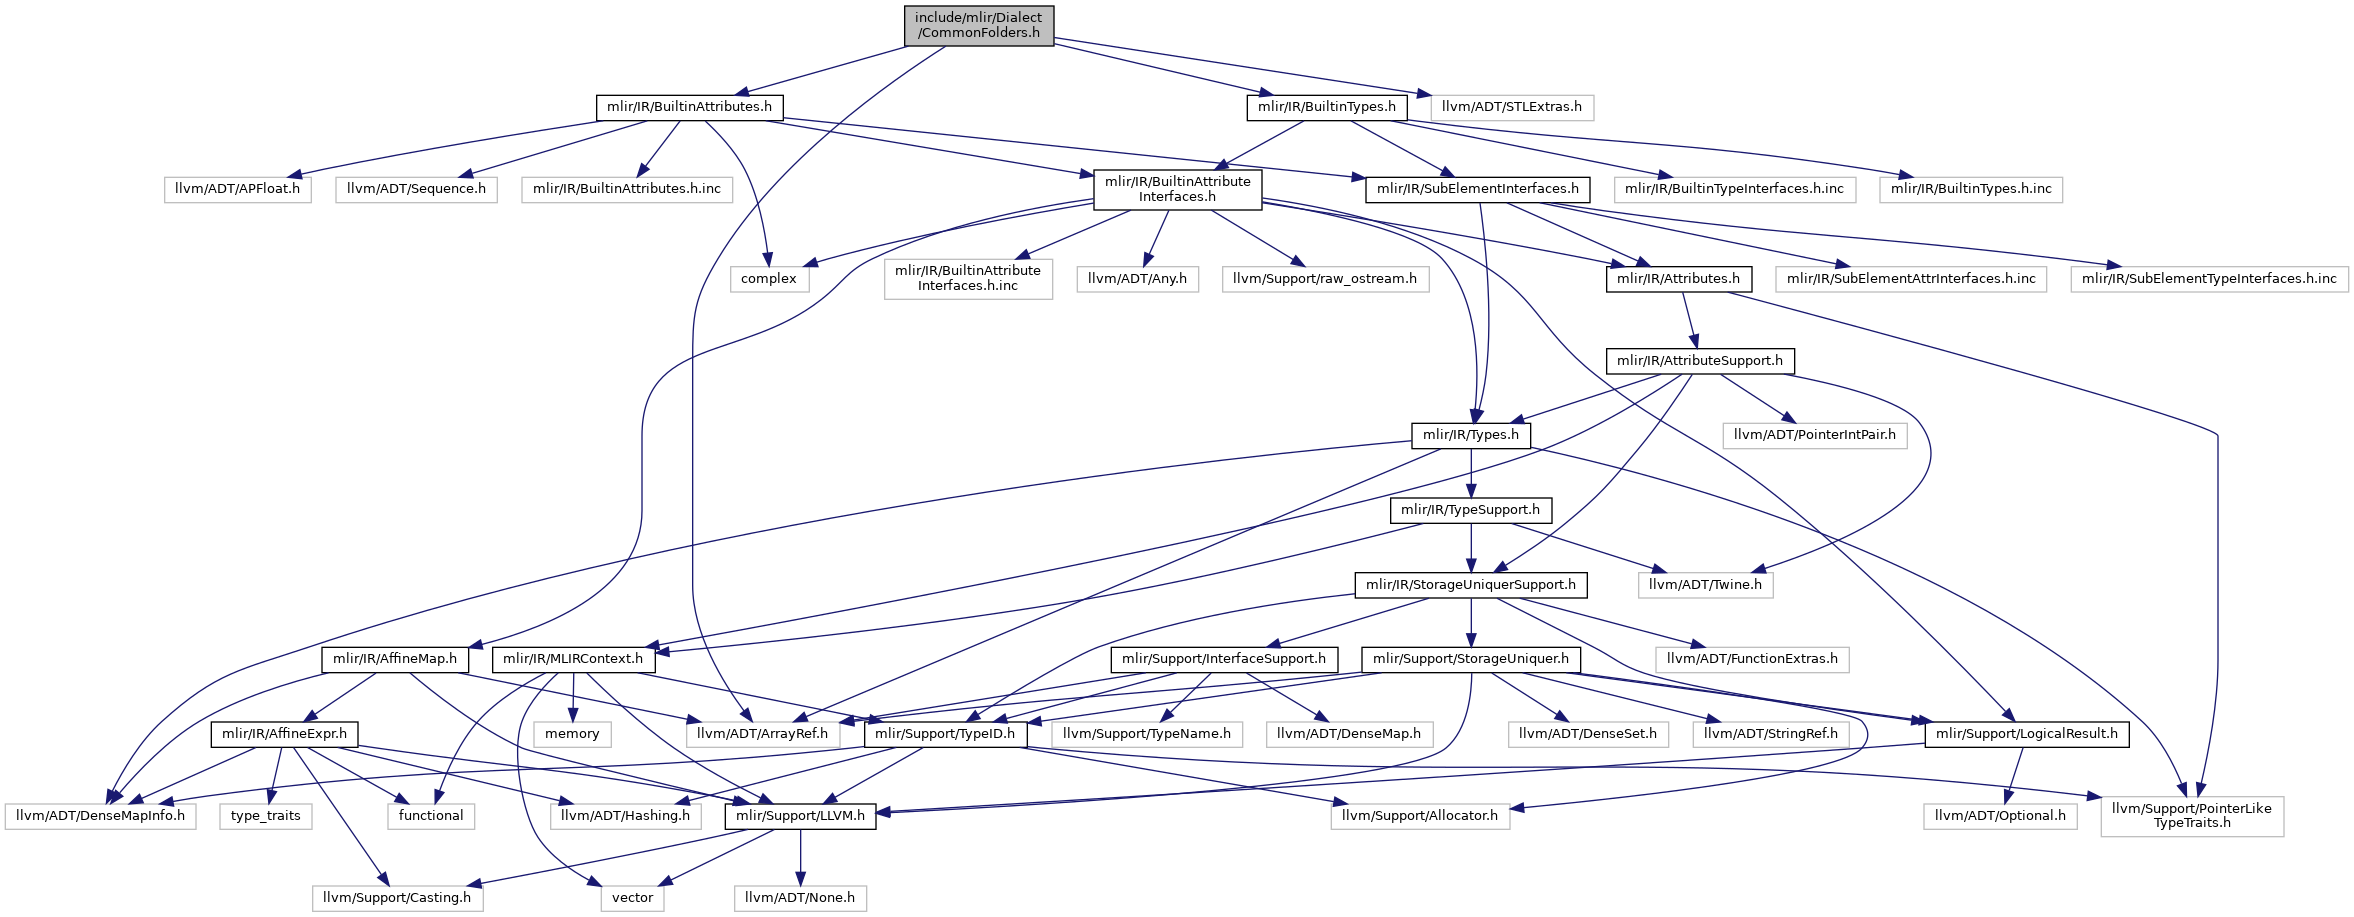 include/mlir/Dialect
/CommonFolders.h
mlir/IR/BuiltinAttributes.h
mlir/IR/BuiltinTypes.h
llvm/ADT/STLExtras.h
llvm/ADT/APFloat.h
llvm/ADT/Sequence.h
mlir/IR/BuiltinAttributes.h.inc
mlir/IR/BuiltinAttribute
Interfaces.h
mlir/IR/SubElementInterfaces.h
mlir/IR/BuiltinTypeInterfaces.h.inc
mlir/IR/BuiltinTypes.h.inc
complex
mlir/IR/BuiltinAttribute
Interfaces.h.inc
llvm/ADT/Any.h
llvm/Support/raw_ostream.h
mlir/IR/Attributes.h
mlir/IR/SubElementAttrInterfaces.h.inc
mlir/IR/SubElementTypeInterfaces.h.inc
mlir/IR/AttributeSupport.h
mlir/IR/Types.h
llvm/ADT/PointerIntPair.h
mlir/IR/TypeSupport.h
mlir/IR/StorageUniquerSupport.h
llvm/ADT/Twine.h
mlir/IR/AffineMap.h
mlir/IR/MLIRContext.h
mlir/Support/InterfaceSupport.h
mlir/Support/StorageUniquer.h
llvm/ADT/FunctionExtras.h
mlir/IR/AffineExpr.h
memory
llvm/ADT/ArrayRef.h
mlir/Support/TypeID.h
llvm/Support/TypeName.h
llvm/ADT/DenseMap.h
llvm/ADT/DenseSet.h
llvm/ADT/StringRef.h
mlir/Support/LogicalResult.h
llvm/ADT/DenseMapInfo.h
type_traits
functional
llvm/ADT/Hashing.h
mlir/Support/LLVM.h
llvm/Support/Allocator.h
llvm/ADT/Optional.h
llvm/Support/PointerLike
TypeTraits.h
llvm/Support/Casting.h
vector
llvm/ADT/None.h